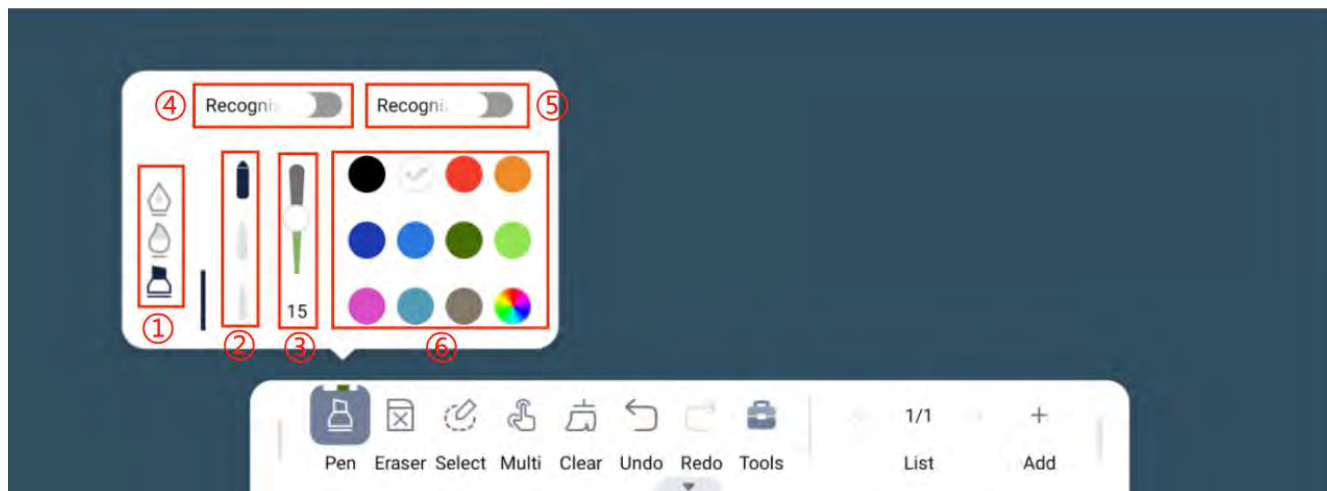 ④ Recogni ⑤ Recogni
15
① ② ③ ⑥
1/1
Pen Eraser Select Multi Clear Undo Redo Tools List Add